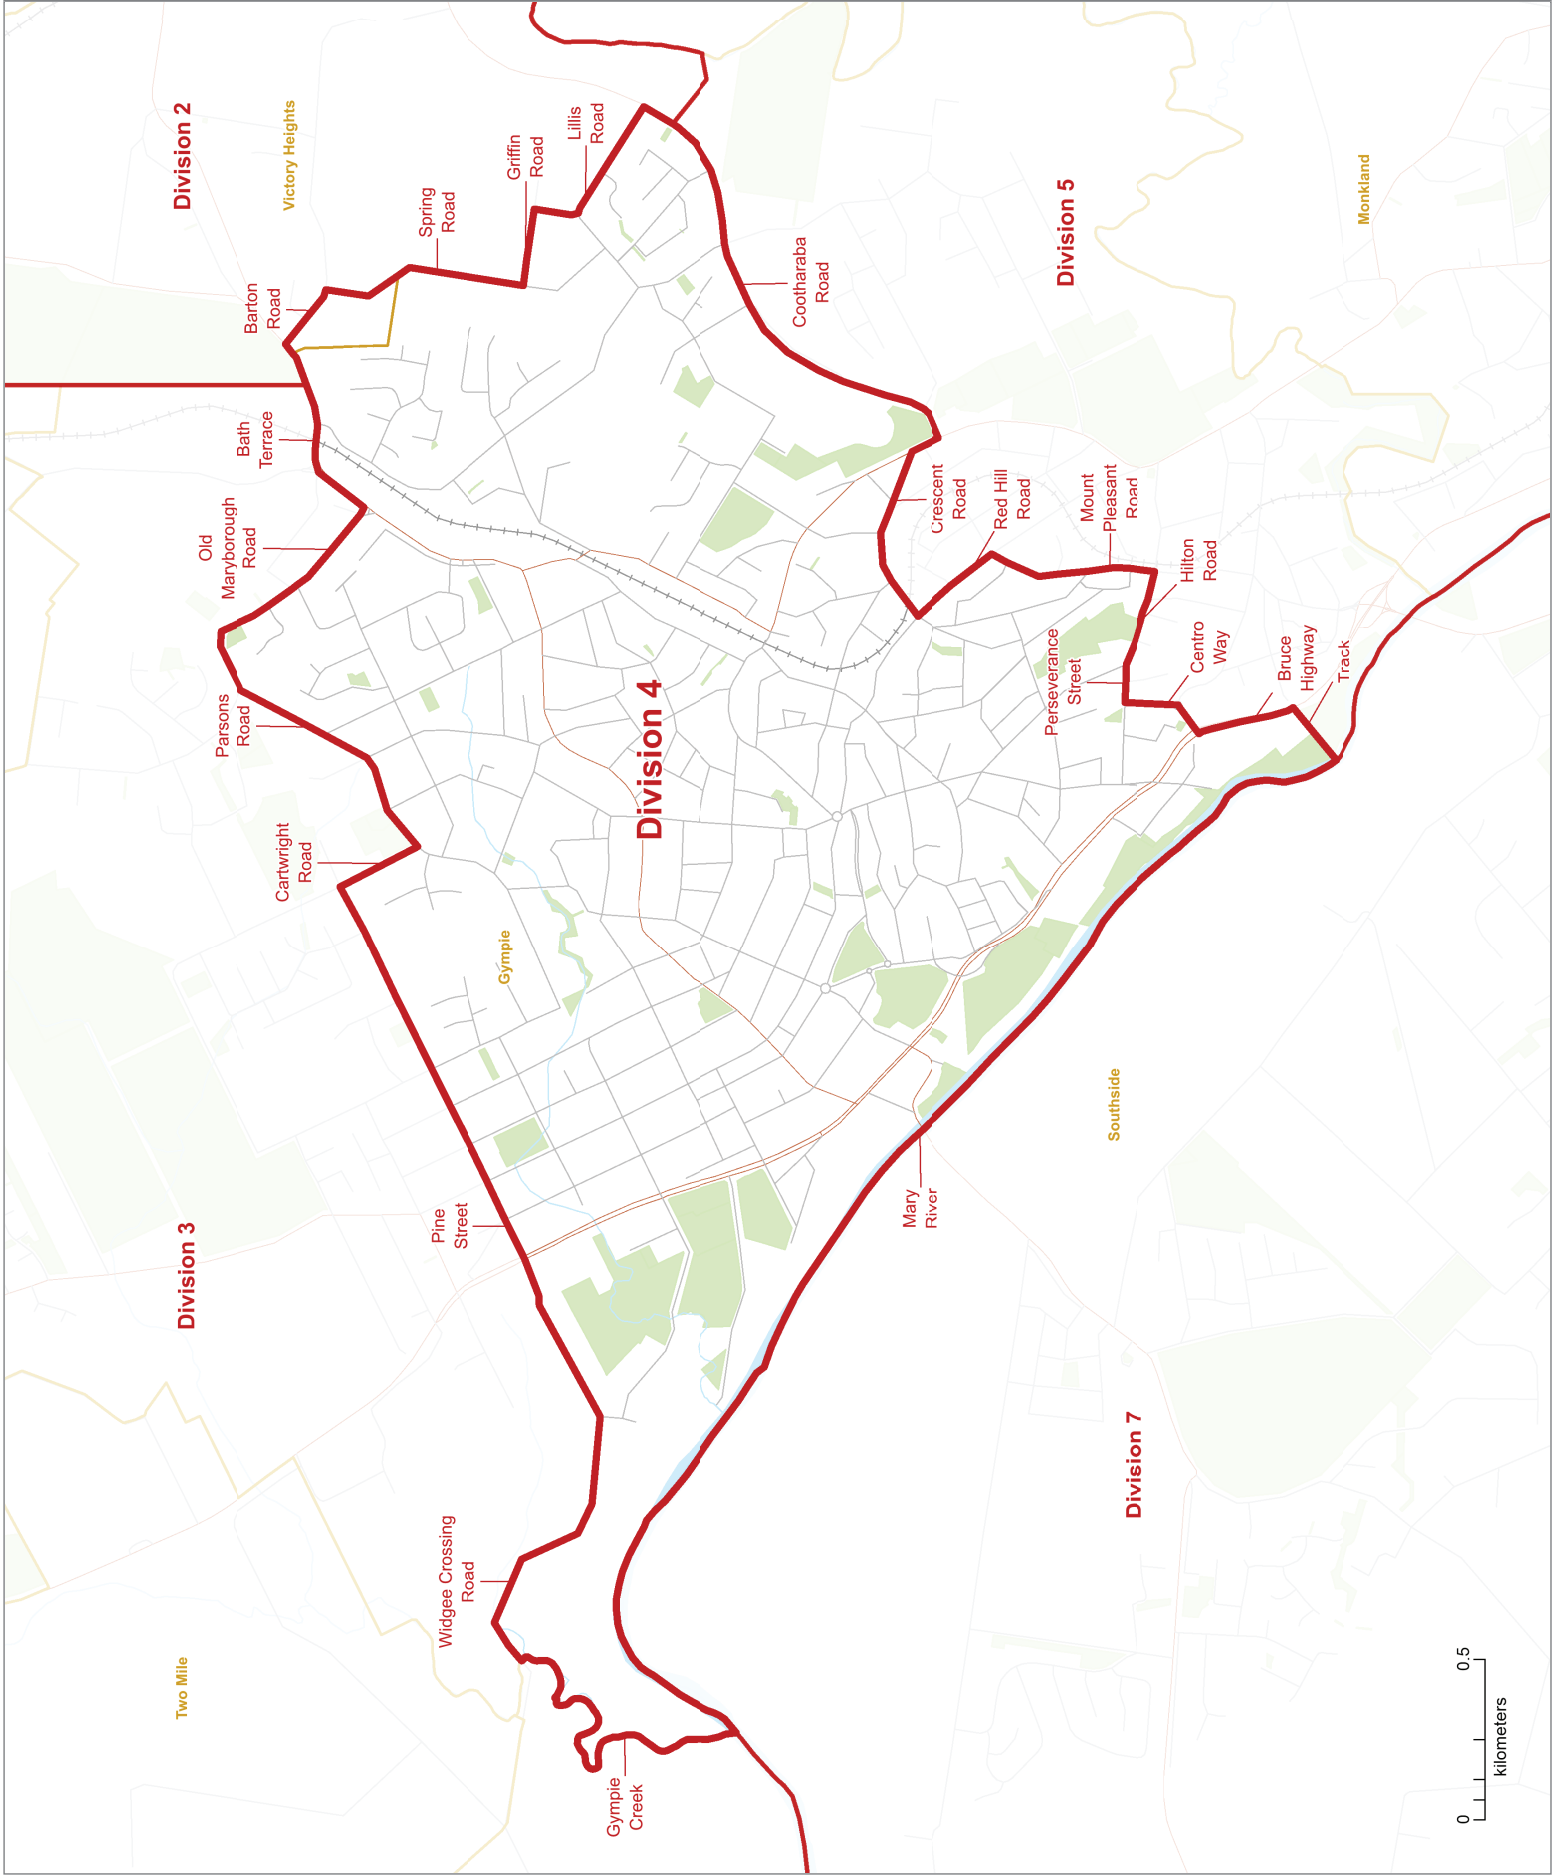 Division 2
Victory Heights
Barton
Road
Spring
Road
Griffin
Road
Lillis
Road
Bath
Terrace
Old
Maryborough
Road
Parsons
Road
Cartwright
Road
Pine
Street
Division 3
Widgee Crossing
Road
Two Mile
Gympie
Creek
Gympie
Division 4
Cootharaba
Road
Division 5
Monkland
Crescent
Road
Red Hill
Road
Mount
Pleasant
Road
Hilton
Road
Perseverance
Street
Centro
Way
Bruce
Highway
Track
Mary
River
Southside
Division 7
0
0.5
kilometers